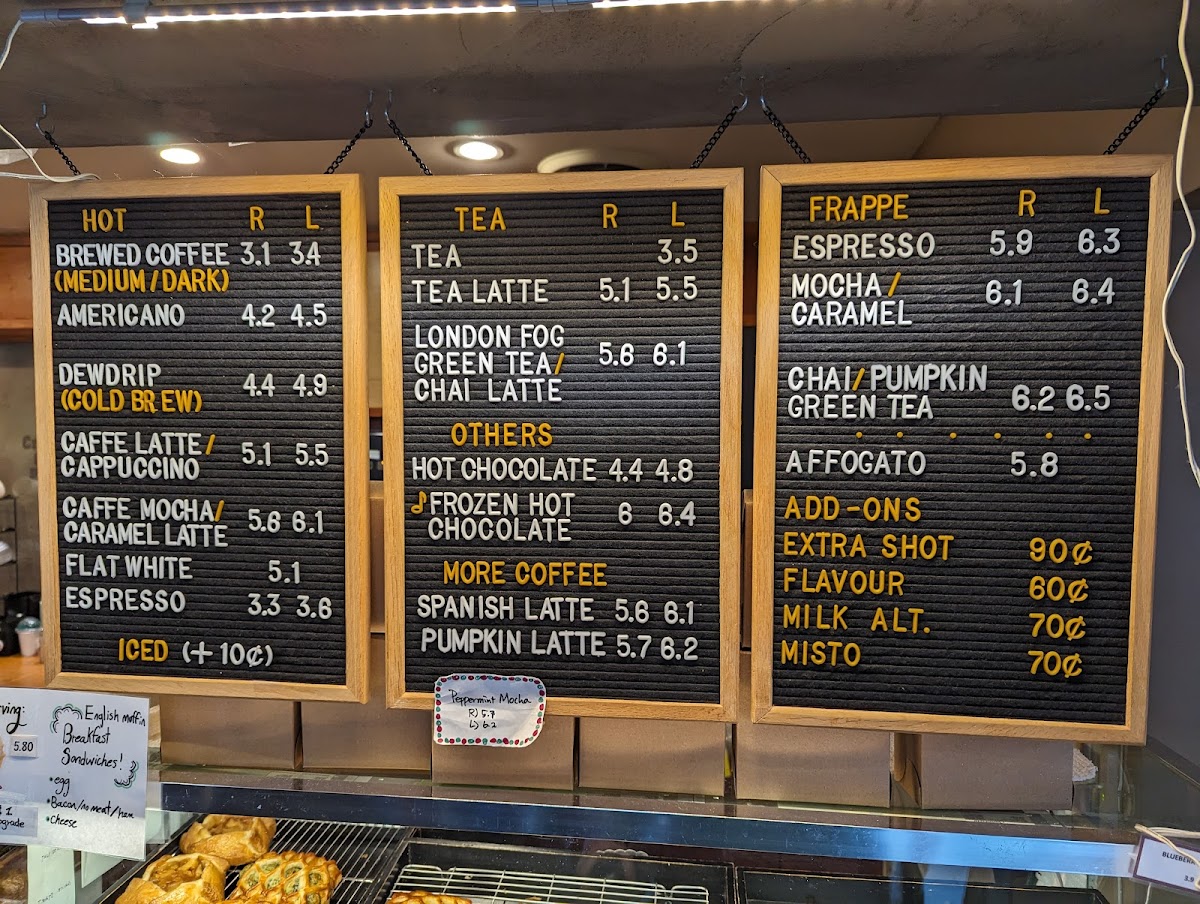 HOT R L
BREWED COFFEE 3.1 3.4
(MEDIUM/DARK)
AMERICANO 4.2 4.5
DEWDRIP 4.4 4.9
(COLD BREW)
CAFFE LATTE/ 5.1 5.5
CAPPUCCINO
CAFFE MOCHA/ 5.6 6.1
CARAMEL LATTE
FLAT WHITE 5.1
ESPRESSO 3.3 3.6
ICED (+10¢)
TEA R L
TEA 3.5
TEA LATTE 5.1 5.5
LONDON FOG
GREEN TEA/ 5.6 6.1
CHAI LATTE
OTHERS
HOT CHOCOLATE 4.4 4.8
♪FROZEN HOT 6 6.4
CHOCOLATE
MORE COFFEE
SPANISH LATTE 5.6 6.1
PUMPKIN LATTE 5.7 6.2
Peppermint Mocha
R) 5.7
L) 6.2
FRAPPE R L
ESPRESSO 5.9 6.3
MOCHA/ 6.1 6.4
CARAMEL
CHAI/PUMPKIN 6.2 6.5
GREEN TEA
AFFOGATO 5.8
ADD-ONS
EXTRA SHOT 90¢
FLAVOUR 60¢
MILK ALT. 70¢
MISTO 70¢
ving:
5.80
English muffin
Breakfast
Sandwiches!
•egg
•Bacon/no meat/ham
•Cheese
BLUEBER
3.9